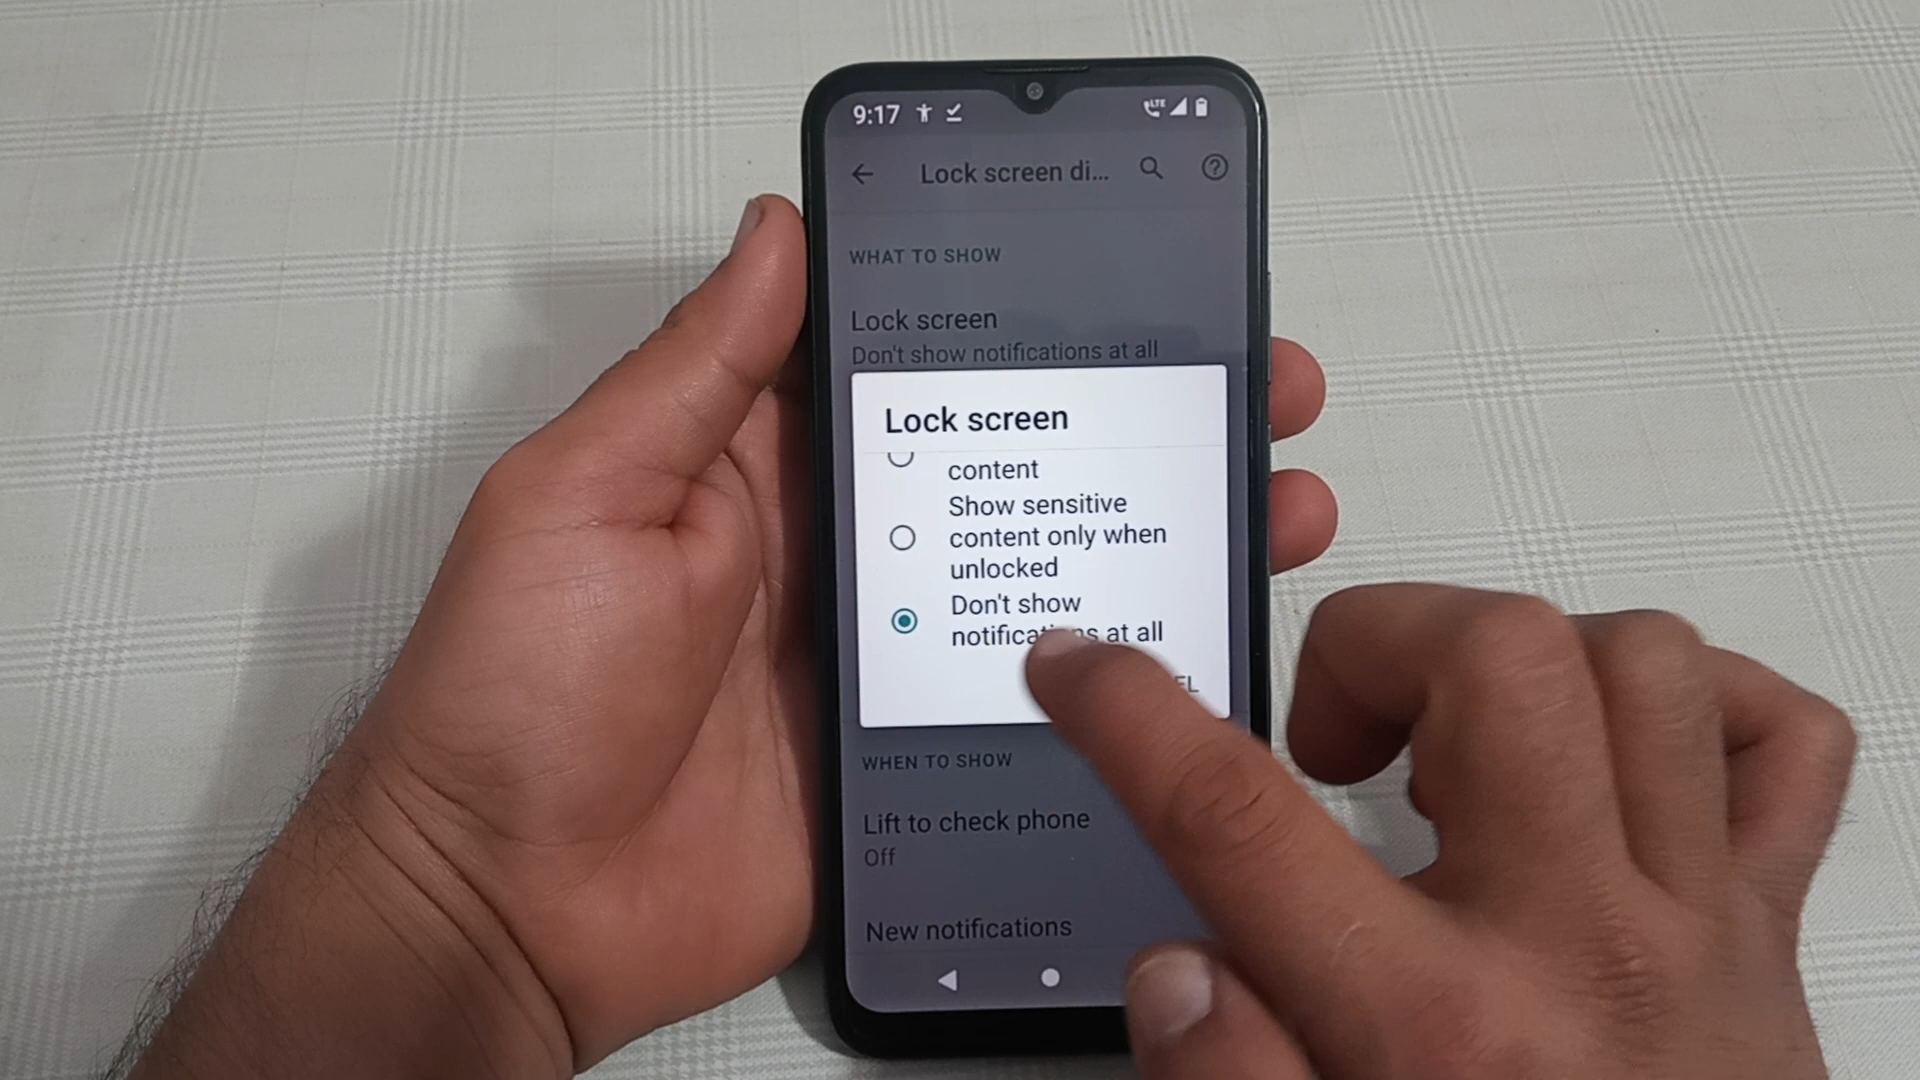 9:17 LTE
Lock screen di...
WHAT TO SHOW
Lock screen
Don't show notifications at all
Lock screen
content
Show sensitive
content only when
unlocked
Don't show
at all
WHEN TO SHOW
Lift to check phone
Off
New notifications